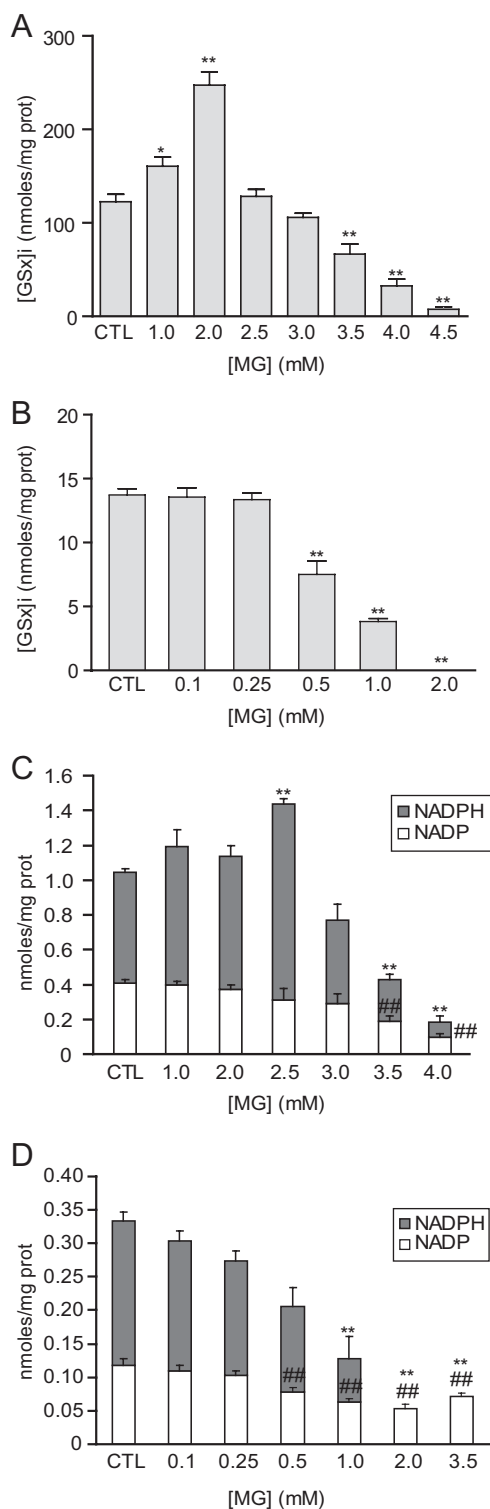 A
[GSx]i (nmoles/mg prot)
300
200
100
0
*
**
**
**
**
CTL 1.0 2.0 2.5 3.0 3.5 4.0 4.5
[MG] (mM)
B
[GSx]i (nmoles/mg prot)
20
15
10
5
0
**
**
**
CTL 0.1 0.25 0.5 1.0 2.0
[MG] (mM)
C
nmoles/mg prot
1.6
1.4
1.2
1.0
0.8
0.6
0.4
0.2
0
NADPH
NADP
**
**
##
**
##
CTL 1.0 2.0 2.5 3.0 3.5 4.0
[MG] (mM)
D
nmoles/mg prot
0.40
0.35
0.30
0.25
0.20
0.15
0.10
0.05
0
NADPH
NADP
##
**
##
**
##
**
##
CTL 0.1 0.25 0.5 1.0 2.0 3.5
[MG] (mM)